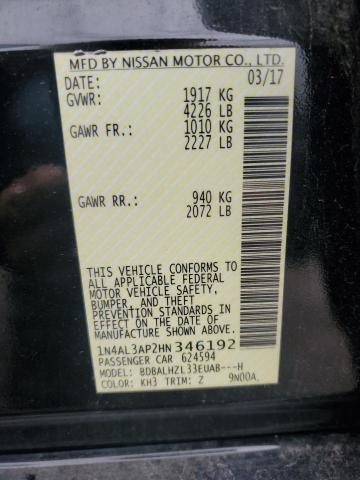 MFD BY NISSAN MOTOR CO., LTD.
DATE: 03/17
GVWR: 1917 KG
4226 LB
GAWR FR.: 1010 KG
2227 LB
GAWR RR.: 940 KG
2072 LB
THIS VEHICLE CONFORMS TO
ALL APPLICABLE FEDERAL
MOTOR VEHICLE SAFETY,
BUMPER, AND THEFT
PREVENTION STANDARDS IN
EFFECT ON THE DATE OF
MANUFACTURE SHOWN ABOVE.
1N4AL3AP2HN346192
PASSENGER CAR 624594
MODEL: BDBALHZL33EUAB---H
COLOR: KH3 TRIM: Z 9N00A.